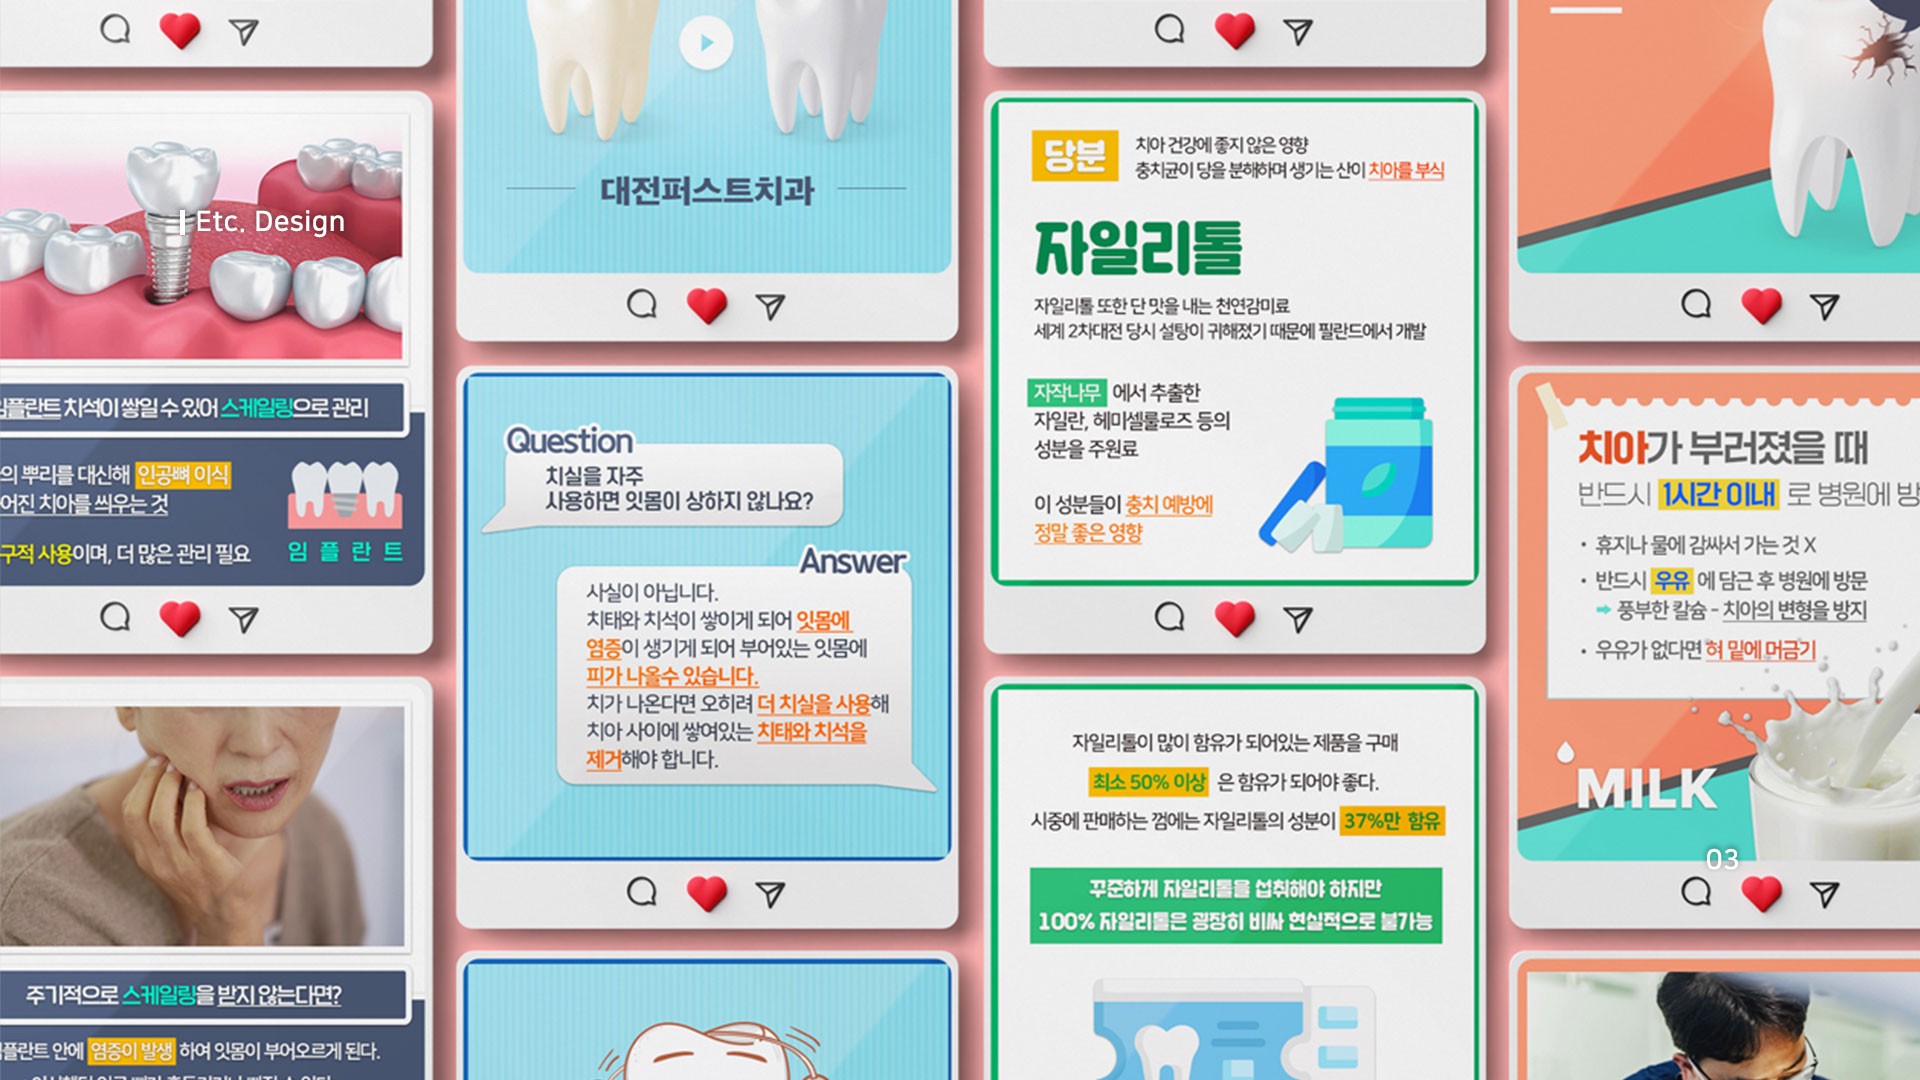 Etc. Design
임플란트 치석이 쌓일 수 있어 스케일링으로 관리
의 뿌리를 대신해 인공뼈 이식
어진 치아를 씌우는 것
구적 사용이며, 더 많은 관리 필요
임플란트
주기적으로 스케일링을 받지 않는다면?
임플란트 안에 염증이 발생 하여 잇몸이 부어오르게 된다.
대전퍼스트치과
Question
치실을 자주
사용하면 잇몸이 상하지 않나요?
Answer
사실이 아닙니다.
치태와 치석이 쌓이게 되어 잇몸에
염증이 생기게 되어 부어있는 잇몸에
피가 나올수 있습니다.
치가 나온다면 오히려 더 치실을 사용해
치아 사이에 쌓여있는 치태와 치석을
제거해야 합니다.
당분
치아 건강에 좋지 않은 영향
충치균이 당을 분해하며 생기는 산이 치아를 부식
자일리톨
자일리톨 또한 단 맛을 내는 천연감미료
세계 2차대전 당시 설탕이 귀해졌기 때문에 필란드에서 개발
자작나무 에서 추출한
자일란, 헤미셀룰로즈 등의
성분을 주원료
이 성분들이 충치 예방에
정말 좋은 영향
자일리톨이 많이 함유가 되어있는 제품을 구매
최소 50% 이상 은 함유가 되어야 좋다.
시중에 판매하는 껌에는 자일리톨의 성분이 37%만 함유
꾸준하게 자일리톨을 섭취해야 하지만
100% 자일리톨은 굉장히 비싸 현실적으로 불가능
치아가 부러졌을 때
반드시 1시간 이내 로 병원에 방
• 휴지나 물에 감싸서 가는 것 X
• 반드시 우유 에 담근 후 병원에 방문
➡ 풍부한 칼슘 - 치아의 변형을 방지
• 우유가 없다면 혀 밑에 머금기
MILK
03